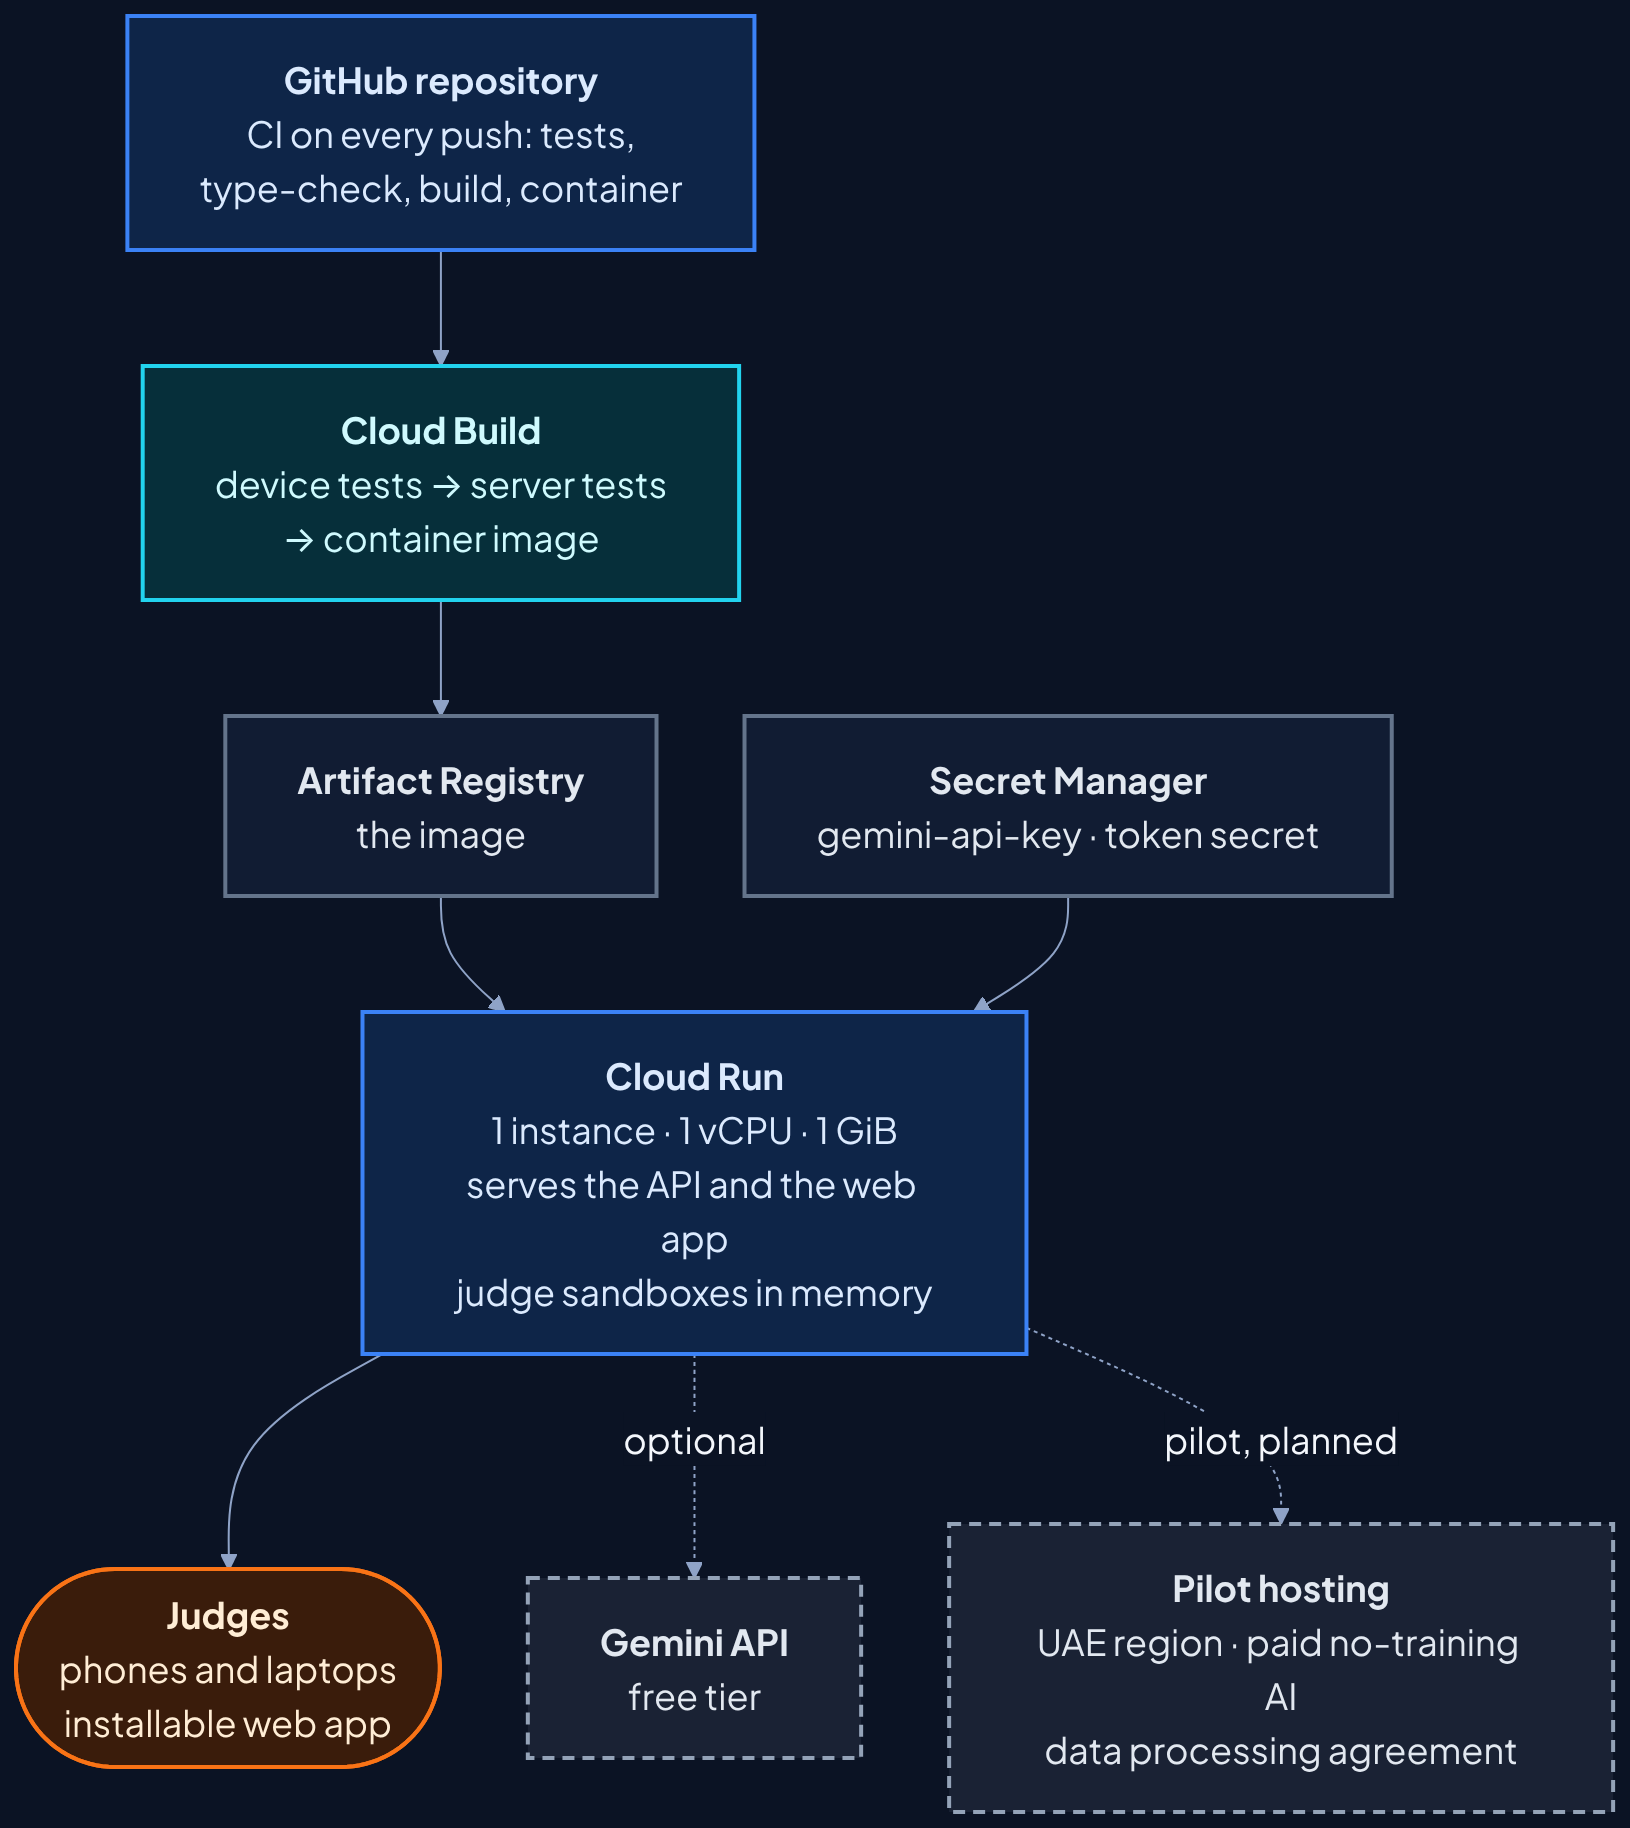 GitHub repository
CI on every push: tests,
type-check, build, container
Cloud Build
device tests → server tests
→ container image
Artifact Registry
the image
Secret Manager
gemini-api-key · token secret
Cloud Run
1 instance · 1 vCPU · 1 GiB
serves the API and the web
app
judge sandboxes in memory
optional
pilot, planned
Judges
phones and laptops
installable web app
Gemini API
free tier
Pilot hosting
UAE region · paid no-training
AI
data processing agreement